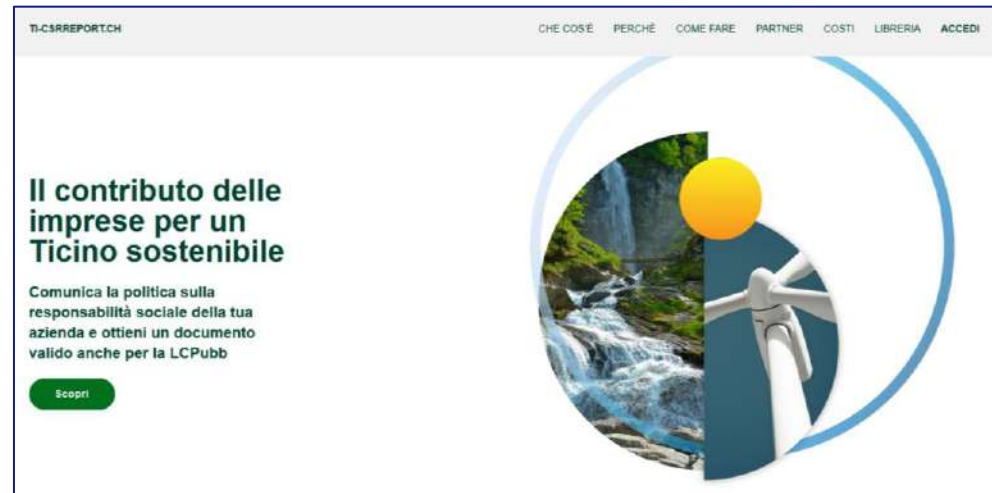 TI-CSRREPORT.CH
CHE COS'È PERCHÉ COME FARE PARTNER COSTI LIBRERIA ACCEDI
Il contributo delle
imprese per un
Ticino sostenibile
Comunica la politica sulla
responsabilità sociale della tua
azienda e ottieni un documento
valido anche per la LCPubb
Scopri